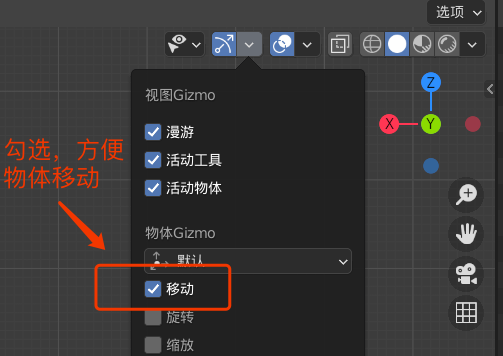 选项
Z
X
Y
视图Gizmo
漫游
活动工具
活动物体
勾选，方便
物体移动
物体Gizmo
默认
移动
旋转
缩放